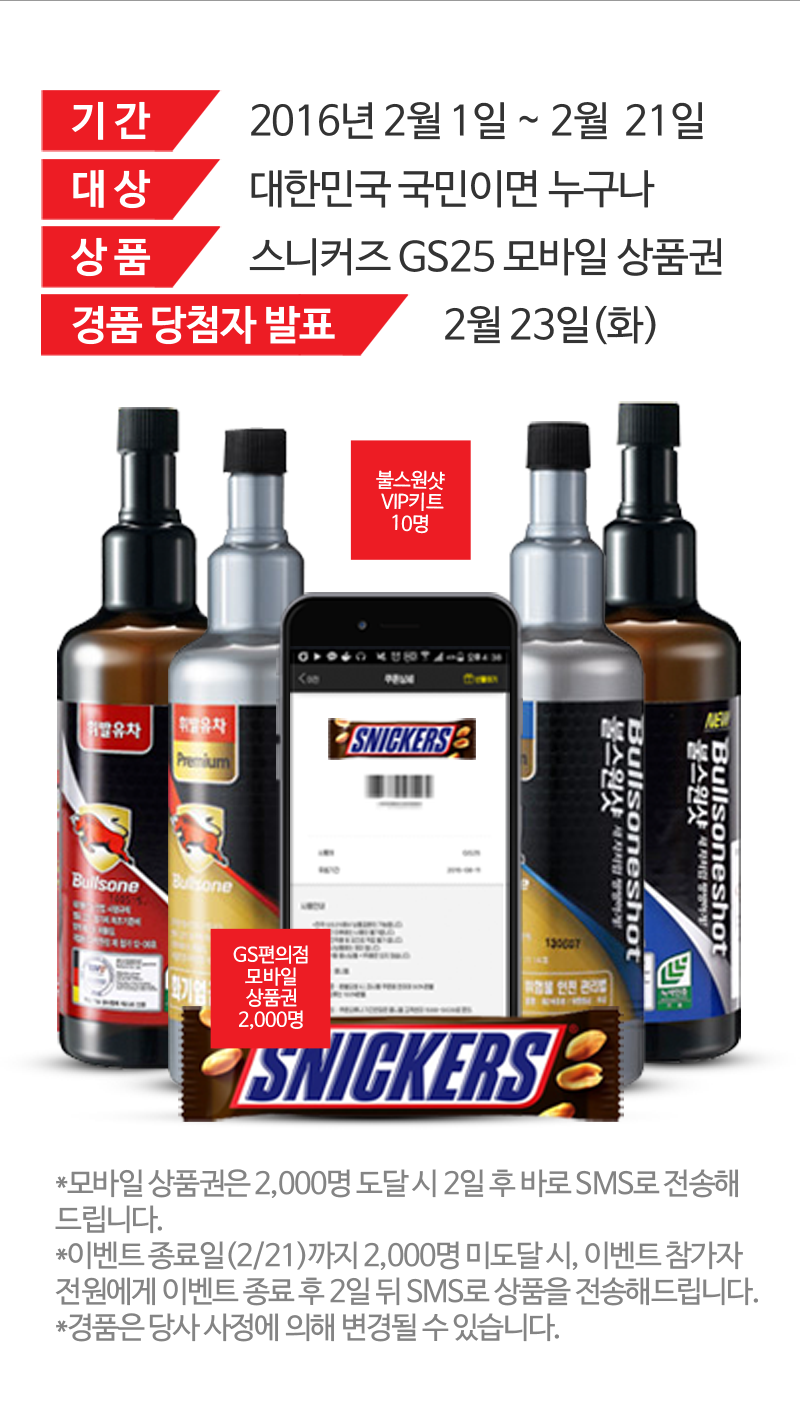 기간
2016년 2월 1일 ~ 2월 21일
대상
대한민국 국민이면 누구나
상품
스니커즈 GS25 모바일 상품권
경품 당첨자 발표
2월 23일(화)
불스원샷
VIP키트
10명
휘발유차
휘발유차
Premium
Bullsone
Bullsone
SNICKERS
GS25
NEW
Bullsoneshot
불스원샷
Bullsoneshot
불스원샷
130607
위험물 안전 관리법
GS편의점
모바일
상품권
2,000명
SNICKERS
*모바일 상품권은 2,000명 도달 시 2일 후 바로 SMS로 전송해
드립니다.
*이벤트 종료일(2/21)까지 2,000명 미도달 시, 이벤트 참가자
전원에게 이벤트 종료 후 2일 뒤 SMS로 상품을 전송해드립니다.
*경품은 당사 사정에 의해 변경될 수 있습니다.